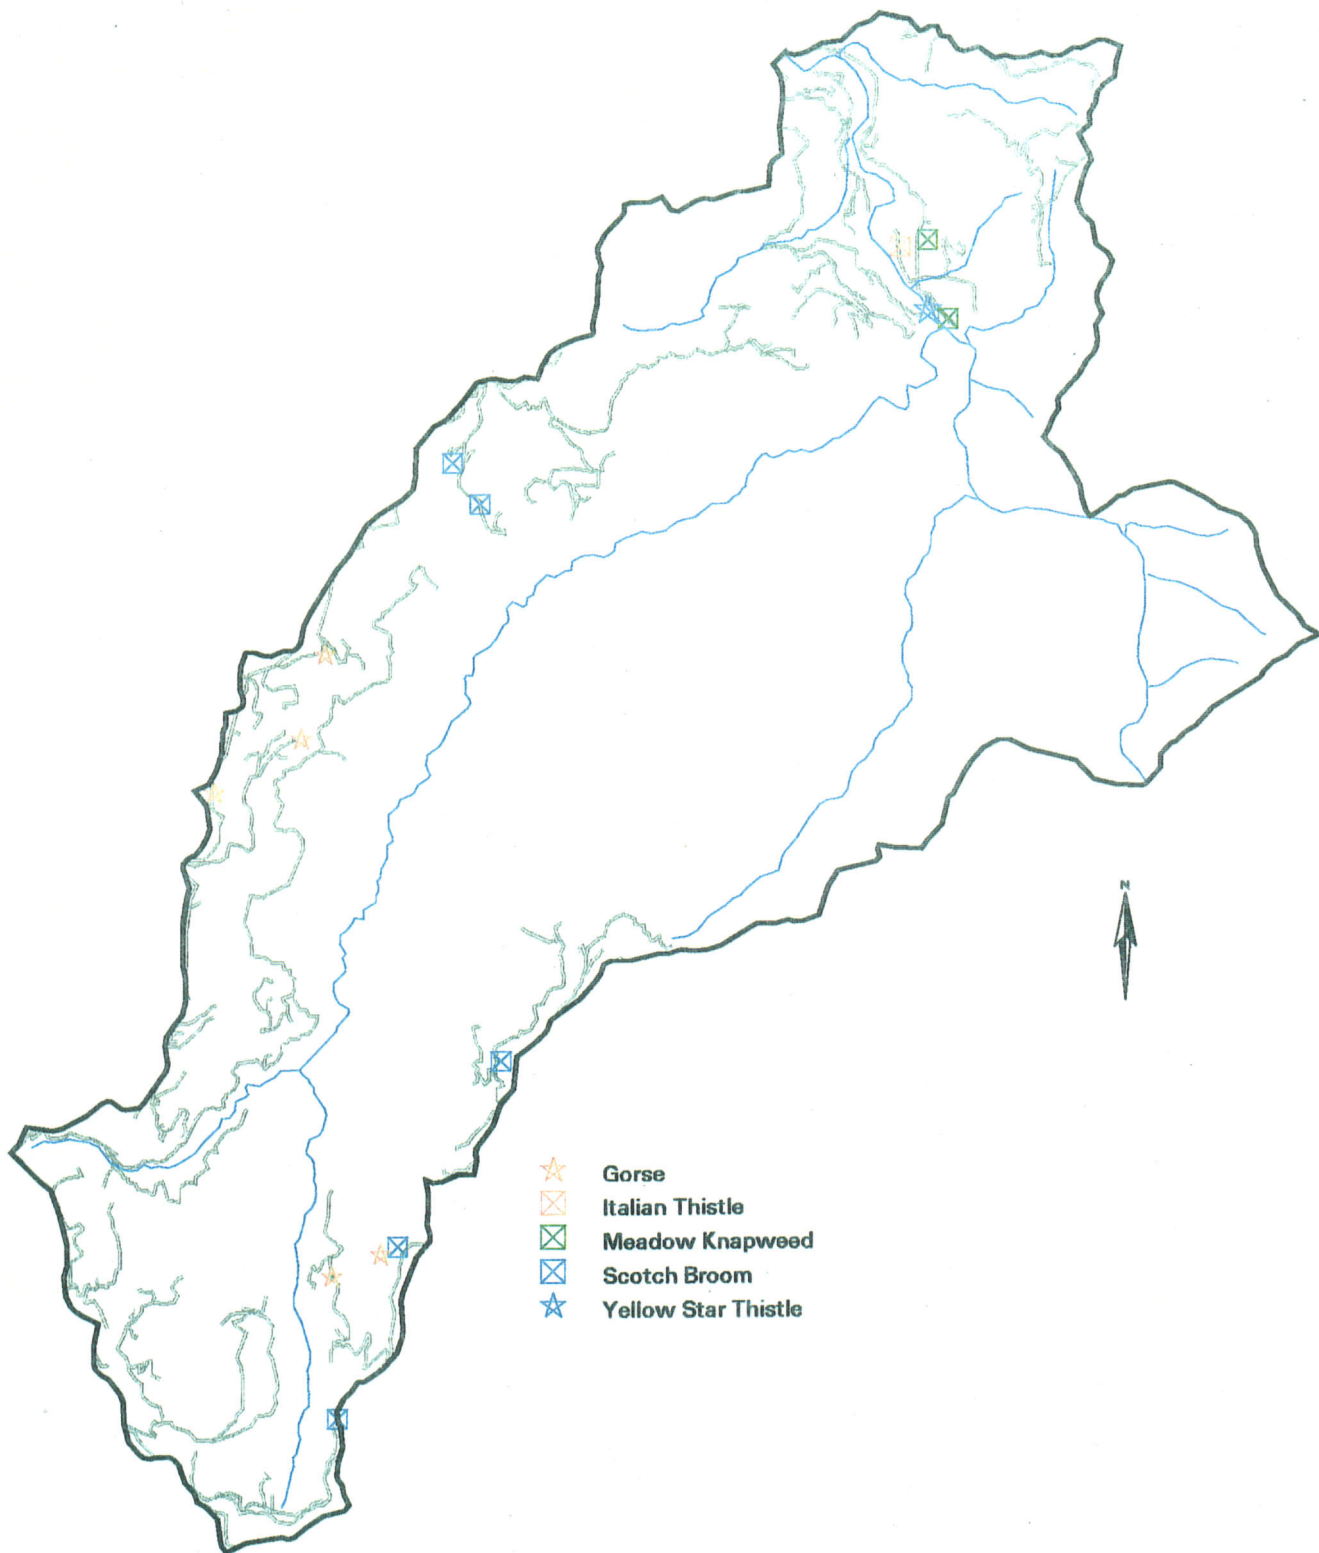 N
Gorse
Italian Thistle
Meadow Knapweed
Scotch Broom
Yellow Star Thistle